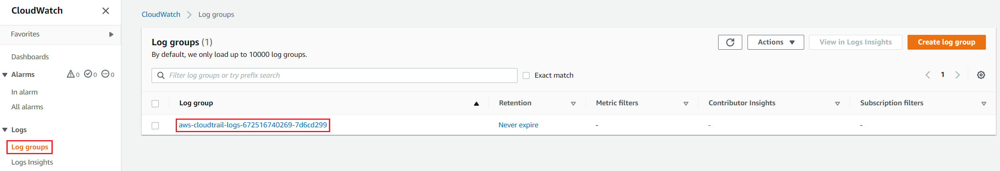 CloudWatch
Favorites
Dashboards
Alarms 0 0 0
In alarm
All alarms
Logs
Log groups
Logs Insights
CloudWatch Log groups
Log groups (1)
By default, we only load up to 10000 log groups.
Actions View in Logs Insights Create log group
Filter log groups or try prefix search Exact match 1
Log group Retention Metric filters Contributor Insights Subscription filters
aws-cloudtrail-logs-672516740269-7d6cd299 Never expire - - -